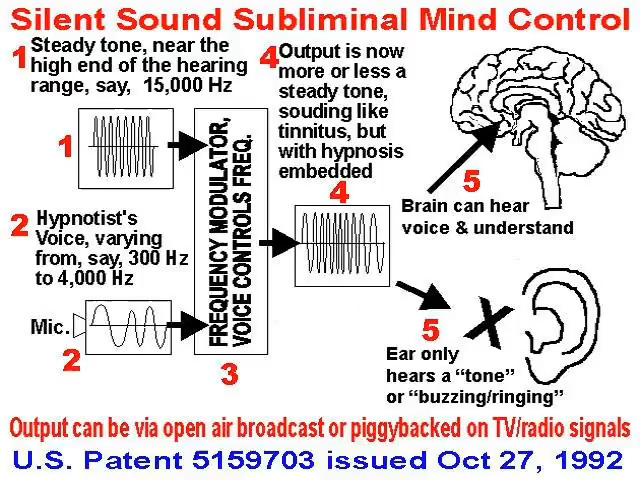 Silent Sound Subliminal Mind Control
1 Steady tone, near the
high end of the hearing
range, say, 15,000 Hz
1
2 Hypnotist's
Voice, varying
from, say, 300 Hz
to 4,000 Hz
Mic.
2
FREQUENCY MODULATOR,
VOICE CONTROLS FREQ.
3
4 Output is now
more or less a
steady tone,
souding like
tinnitus, but
with hypnosis
embedded
4
5
Brain can hear
voice & understand
5
Ear only
hears a “tone”
or “buzzing/ringing”
X
Output can be via open air broadcast or piggybacked on TV/radio signals
U.S. Patent 5159703 issued Oct 27, 1992